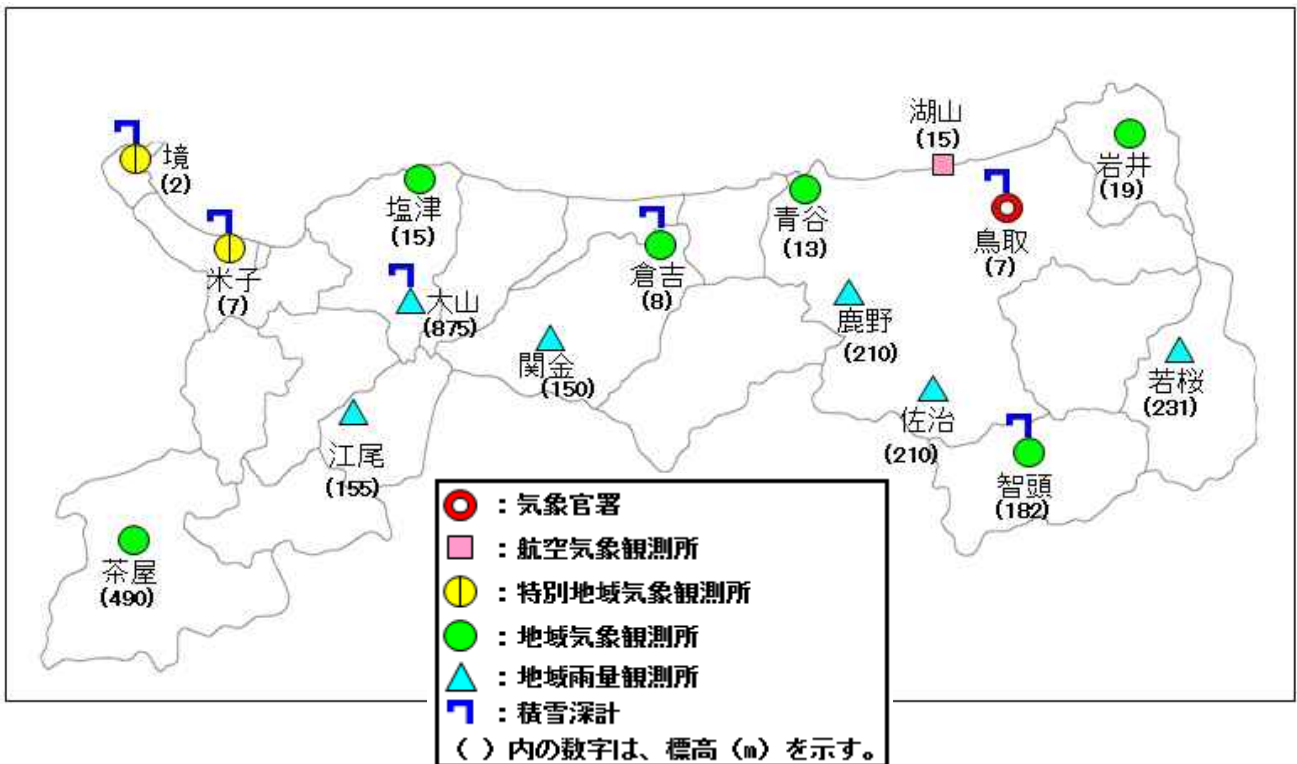 湖山
(15)
境
(2)
岩井
(19)
塩津
(15)
青谷
(13)
鳥取
(7)
米子
(7)
倉吉
(8)
大山
(875)
鹿野
(210)
関金
(150)
若桜
(231)
佐治
(210)
江尾
(155)
智頭
(182)
茶屋
(490)
：気象官署
：航空気象観測所
：特別地域気象観測所
：地域気象観測所
：地域雨量観測所
：積雪深計
（ ）内の数字は、標高（m）を示す。